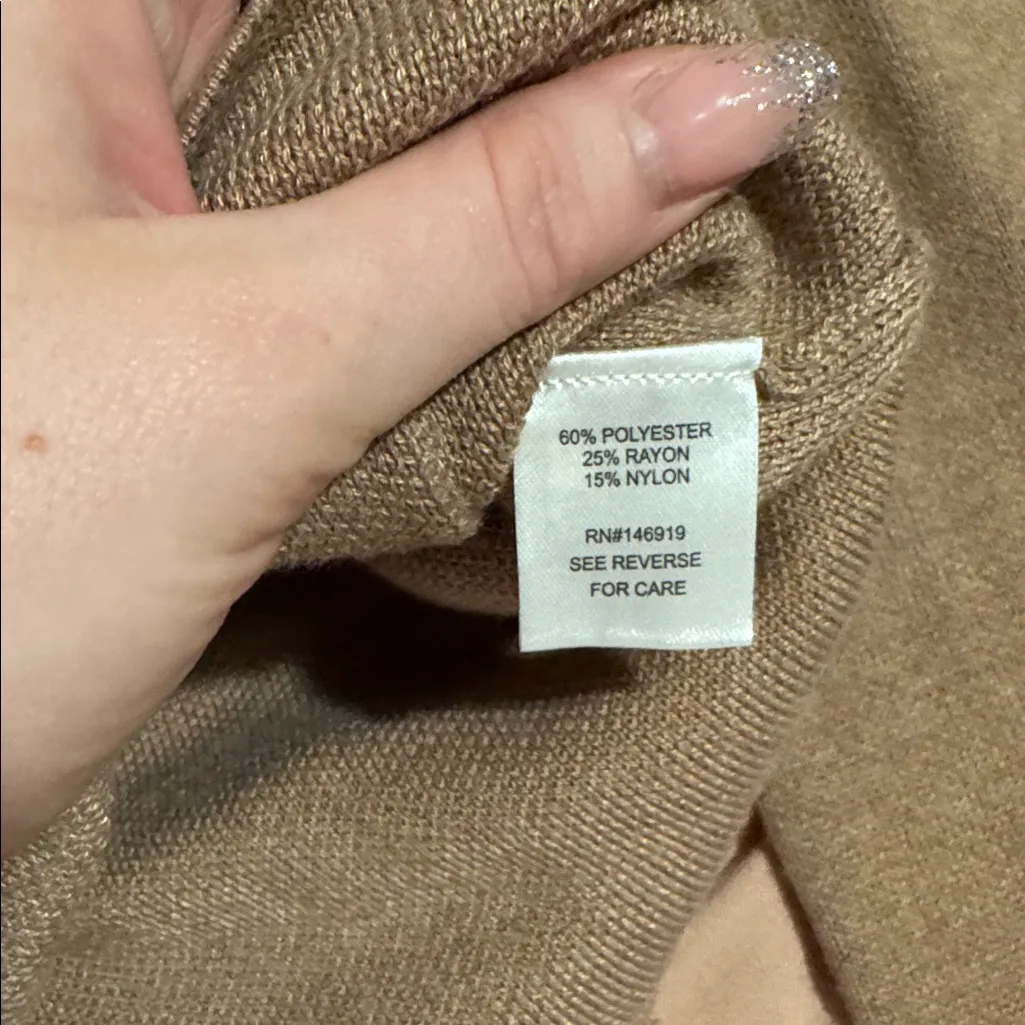 60% POLYESTER
25% RAYON
15% NYLON
RN#146919
SEE REVERSE
FOR CARE